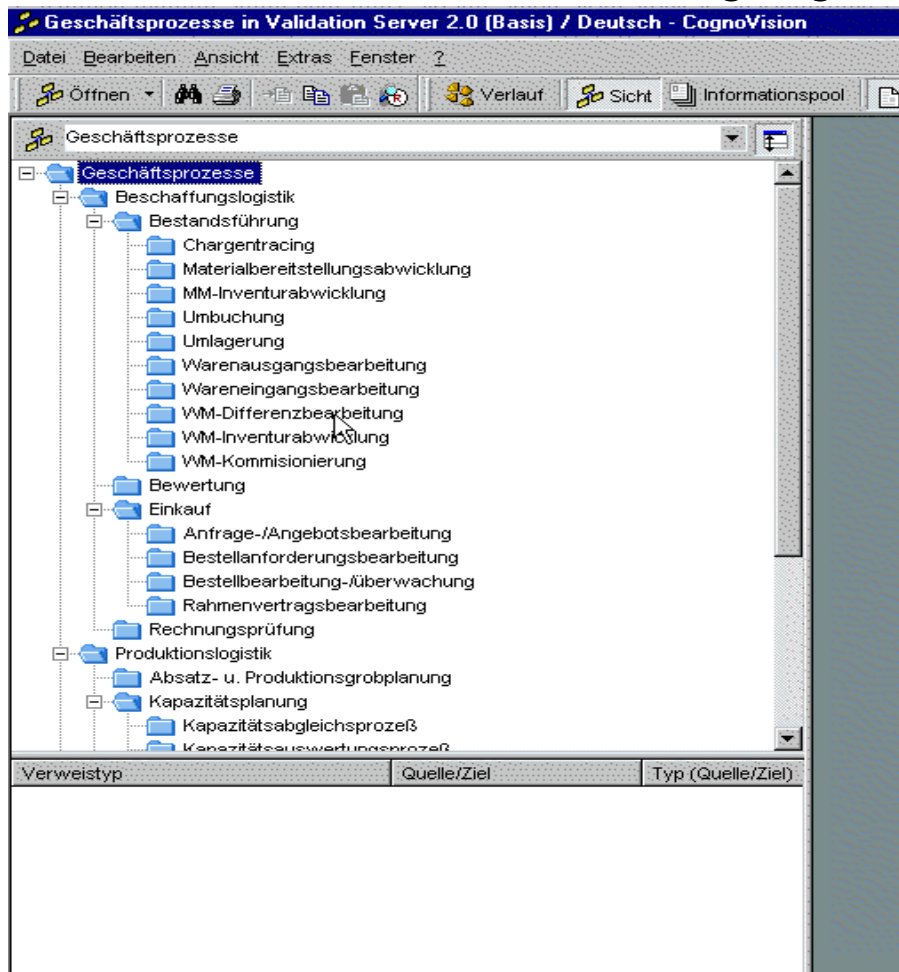 Geschäftsprozesse in Validation Server 2.0 (Basis) / Deutsch - CognoVision
Datei Bearbeiten Ansicht Extras Fenster ?
Öffnen Verlauf Sicht Informationspool
Geschäftsprozesse
Geschäftsprozesse
Beschaffungslogistik
Bestandsführung
Chargentracing
Materialbereitstellungsabwicklung
MM-Inventurabwicklung
Umbuchung
Umlagerung
Warenausgangsbearbeitung
Wareneingangsbearbeitung
WM-Differenzbearbeitung
WM-Inventurabwicklung
WM-Kommisionierung
Bewertung
Einkauf
Anfrage-/Angebotsbearbeitung
Bestellanforderungsbearbeitung
Bestellbearbeitung-/überwachung
Rahmenvertragsbearbeitung
Rechnungsprüfung
Produktionslogistik
Absatz- u. Produktionsgrobplanung
Kapazitätsplanung
Kapazitätsabgleichsprozeß
Kapazitätsauswertungsprozeß
Verweistyp Quelle/Ziel Typ (Quelle/Ziel)